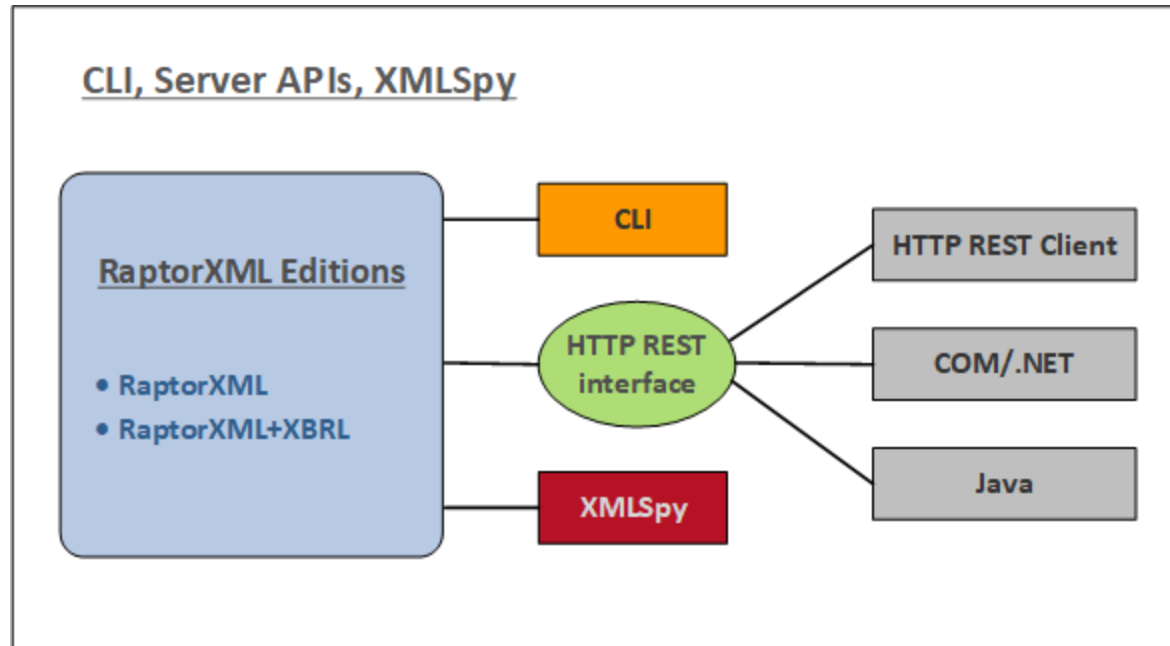 CLI, Server APIs, XMLSpy
RaptorXML Editions
• RaptorXML
• RaptorXML+XBRL
CLI
HTTP REST
interface
XMLSpy
HTTP REST Client
COM/.NET
Java